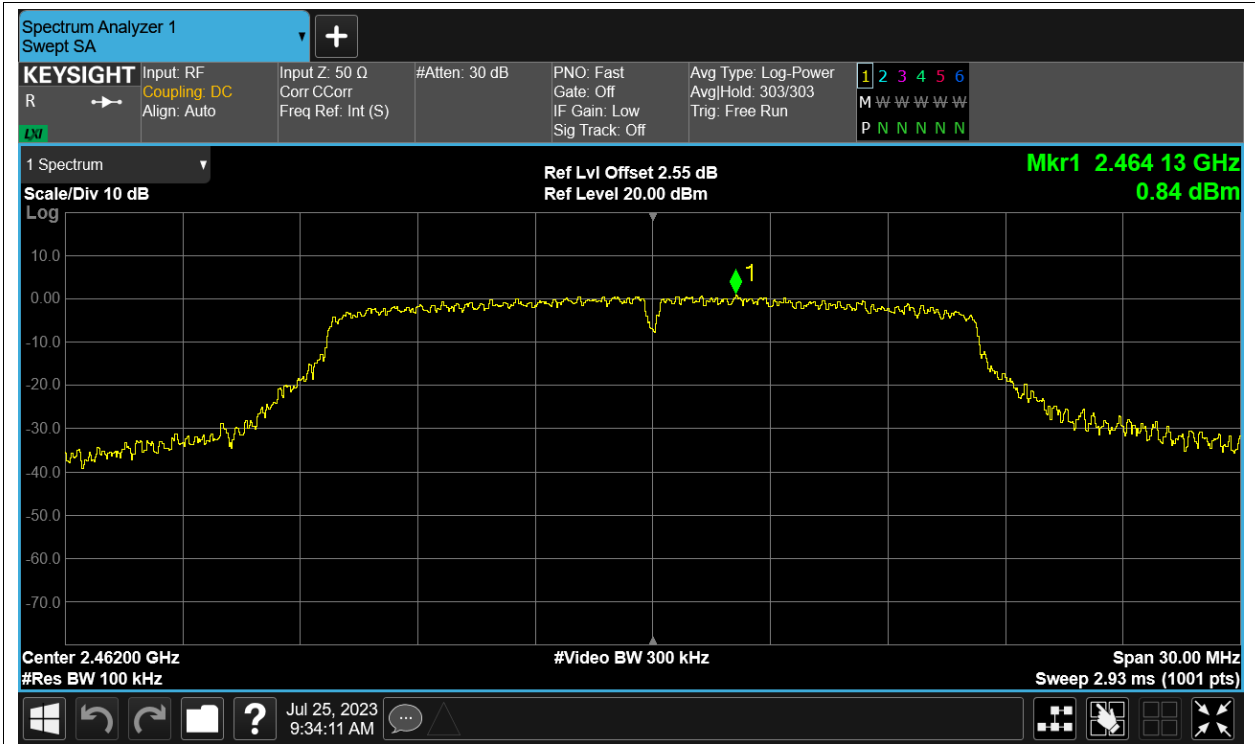 Spectrum Analyzer 1
Swept SA
KEYSIGHT
R
LXI
Input: RF
Coupling: DC
Align: Auto
Input Z: 50 Ω
Corr CCorr
Freq Ref: Int (S)
#Atten: 30 dB
PNO: Fast
Gate: Off
IF Gain: Low
Sig Track: Off
Avg Type: Log-Power
Avg|Hold: 303/303
Trig: Free Run
1 2 3 4 5 6
M W W W W W
P N N N N N
1 Spectrum
Scale/Div 10 dB
Log
Ref Lvl Offset 2.55 dB
Ref Level 20.00 dBm
Mkr1 2.464 13 GHz
0.84 dBm
1
10.0
0.00
-10.0
-20.0
-30.0
-40.0
-50.0
-60.0
-70.0
Center 2.46200 GHz
#Res BW 100 kHz
#Video BW 300 kHz
Span 30.00 MHz
Sweep 2.93 ms (1001 pts)
?
Jul 25, 2023
9:34:11 AM